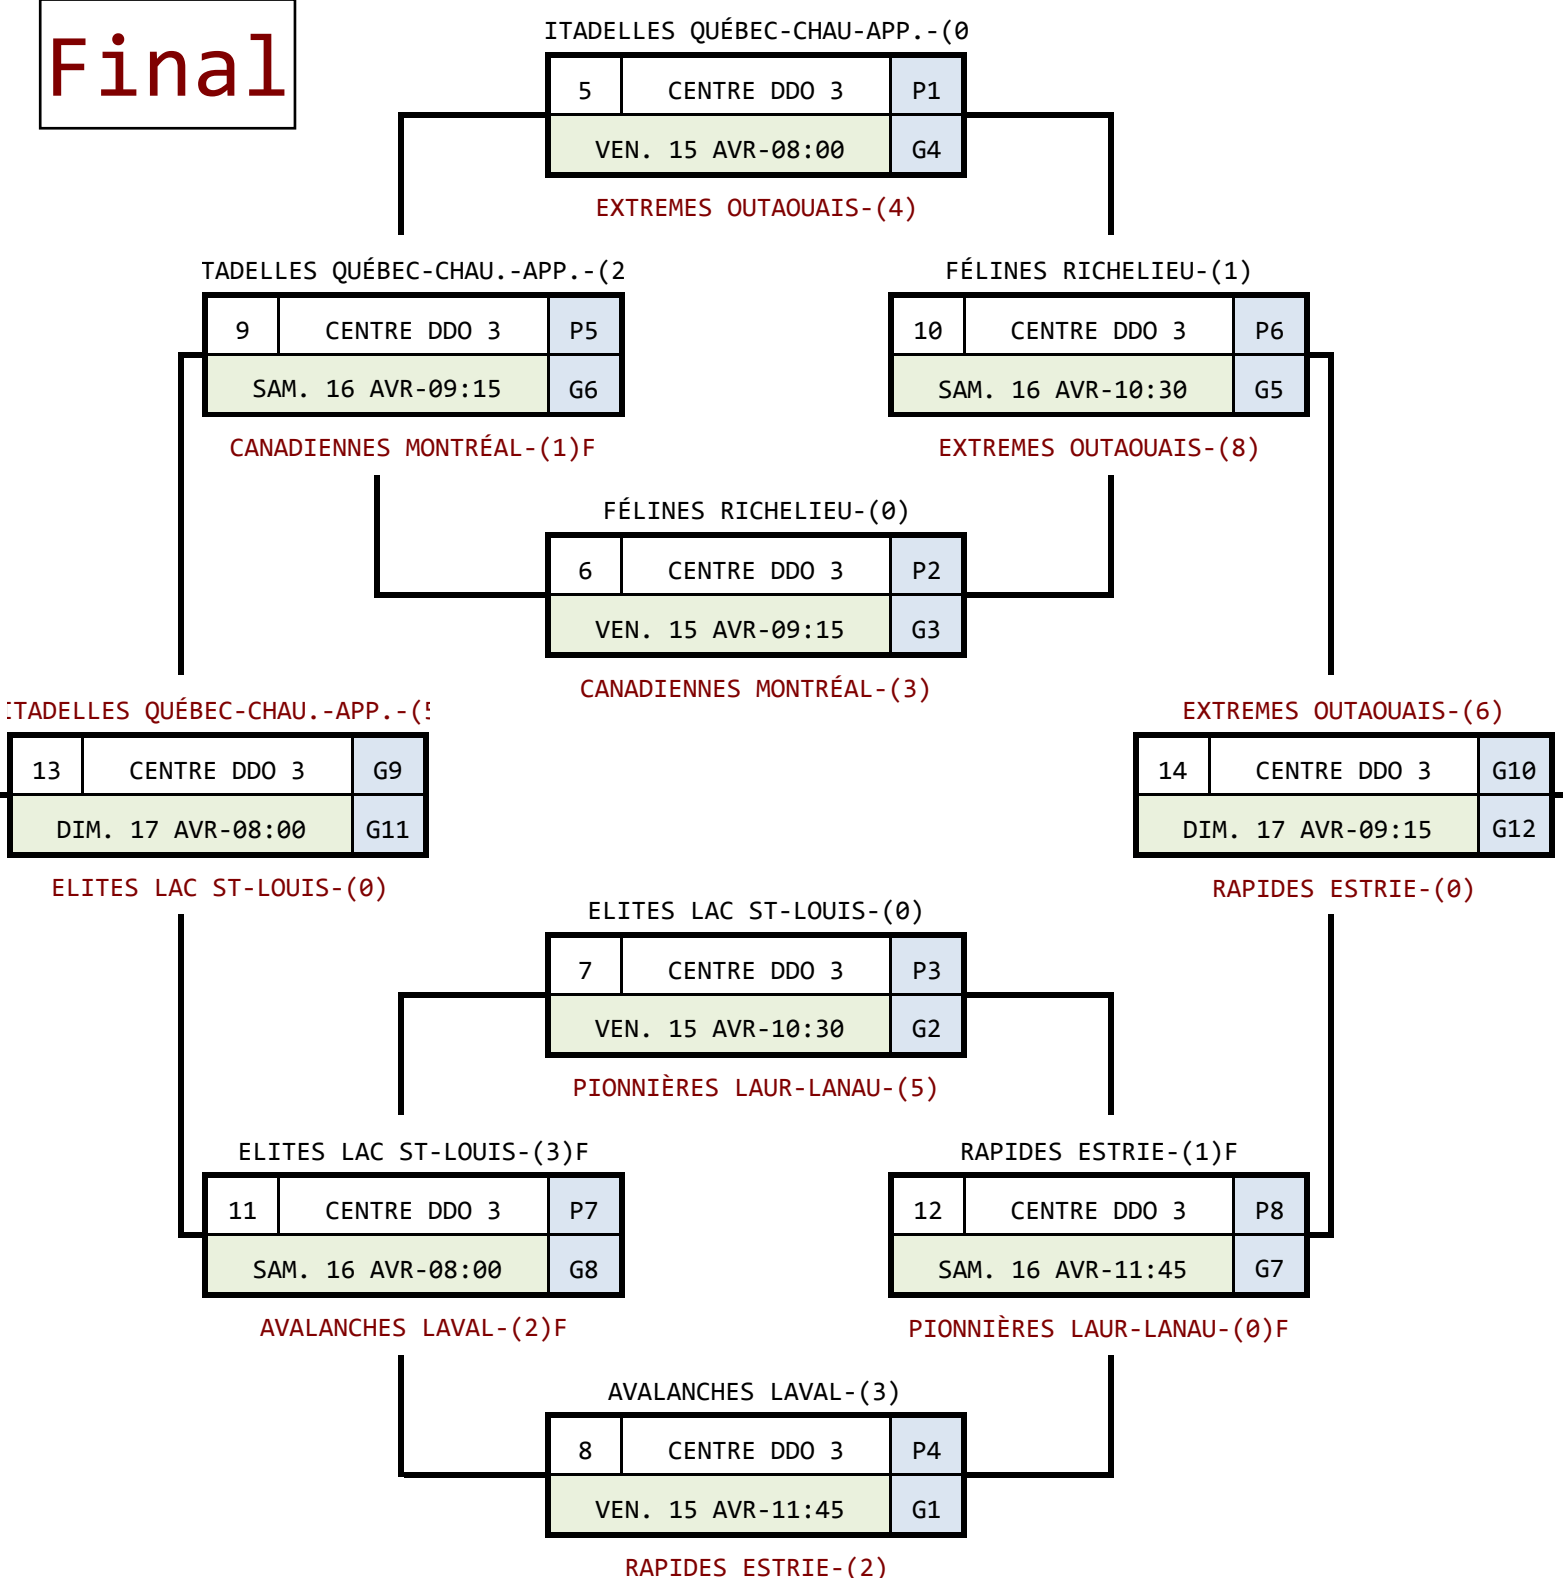 Final
ITADELLES QUÉBEC-CHAU-APP.-(0
5 CENTRE DDO 3 P1
VEN. 15 AVR-08:00 G4
EXTREMES OUTAOUAIS-(4)
TADELLES QUÉBEC-CHAU.-APP.-(2
9 CENTRE DDO 3 P5
SAM. 16 AVR-09:15 G6
CANADIENNES MONTRÉAL-(1)F
FÉLINES RICHELIEU-(1)
10 CENTRE DDO 3 P6
SAM. 16 AVR-10:30 G5
EXTREMES OUTAOUAIS-(8)
FÉLINES RICHELIEU-(0)
6 CENTRE DDO 3 P2
VEN. 15 AVR-09:15 G3
CANADIENNES MONTRÉAL-(3)
ITADELLES QUÉBEC-CHAU.-APP.-(5
13 CENTRE DDO 3 G9
DIM. 17 AVR-08:00 G11
ELITES LAC ST-LOUIS-(0)
EXTREMES OUTAOUAIS-(6)
14 CENTRE DDO 3 G10
DIM. 17 AVR-09:15 G12
RAPIDES ESTRIE-(0)
ELITES LAC ST-LOUIS-(0)
7 CENTRE DDO 3 P3
VEN. 15 AVR-10:30 G2
PIONNIÈRES LAUR-LANAU-(5)
ELITES LAC ST-LOUIS-(3)F
11 CENTRE DDO 3 P7
SAM. 16 AVR-08:00 G8
AVALANCHES LAVAL-(2)F
RAPIDES ESTRIE-(1)F
12 CENTRE DDO 3 P8
SAM. 16 AVR-11:45 G7
PIONNIÈRES LAUR-LANAU-(0)F
AVALANCHES LAVAL-(3)
8 CENTRE DDO 3 P4
VEN. 15 AVR-11:45 G1
RAPIDES ESTRIE-(2)